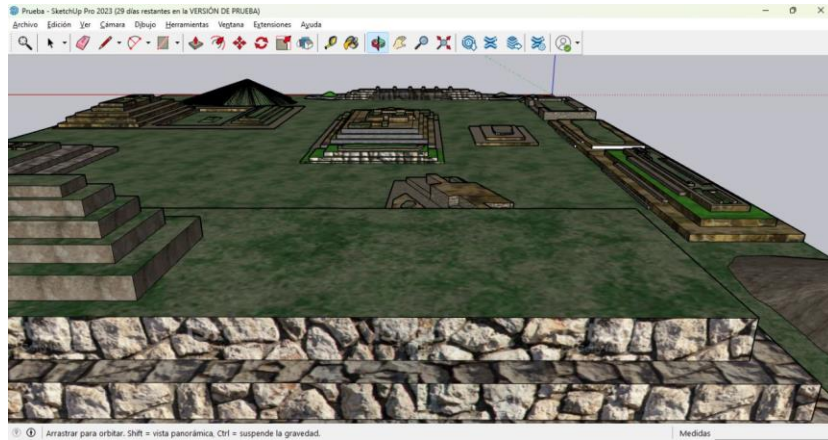 Prueba - SketchUp Pro 2023 (29 días restantes en la VERSIÓN DE PRUEBA)
Archivo Edición Ver Cámara Dibujo Herramientas Ventana Extensiones Ayuda
Arrastrar para orbitar. Shift = vista panorámica, Ctrl = suspende la gravedad.
Medidas